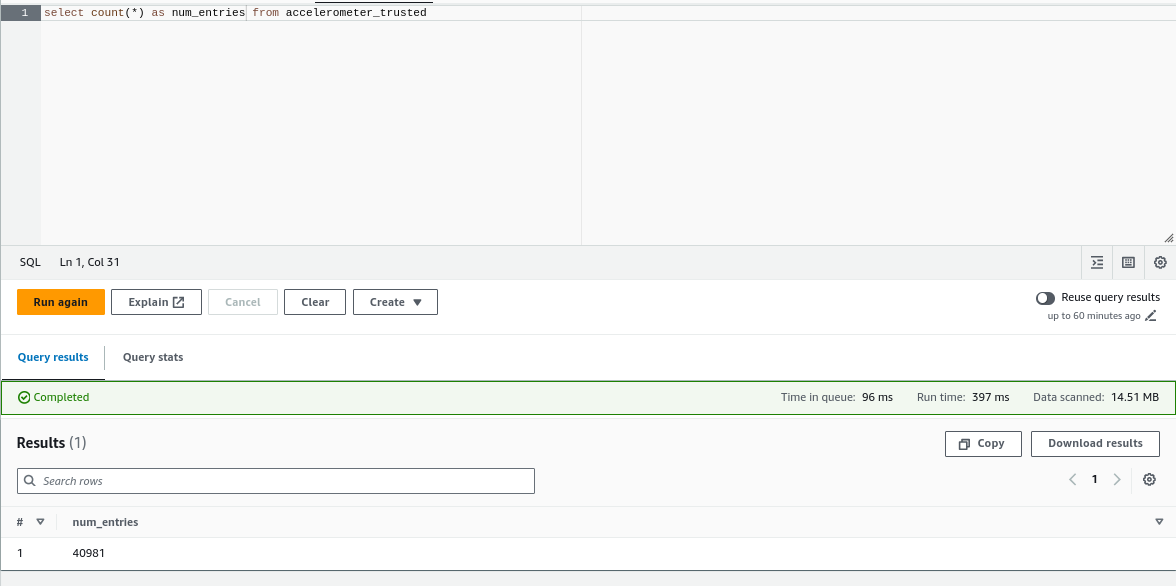 1 select count(*) as num_entries from accelerometer_trusted
SQL Ln 1, Col 31
Run again Explain Cancel Clear Create Reuse query results
up to 60 minutes ago
Query results Query stats
Completed Time in queue: 96 ms Run time: 397 ms Data scanned: 14.51 MB
Results (1) Copy Download results
Search rows 1
# num_entries
1 40981